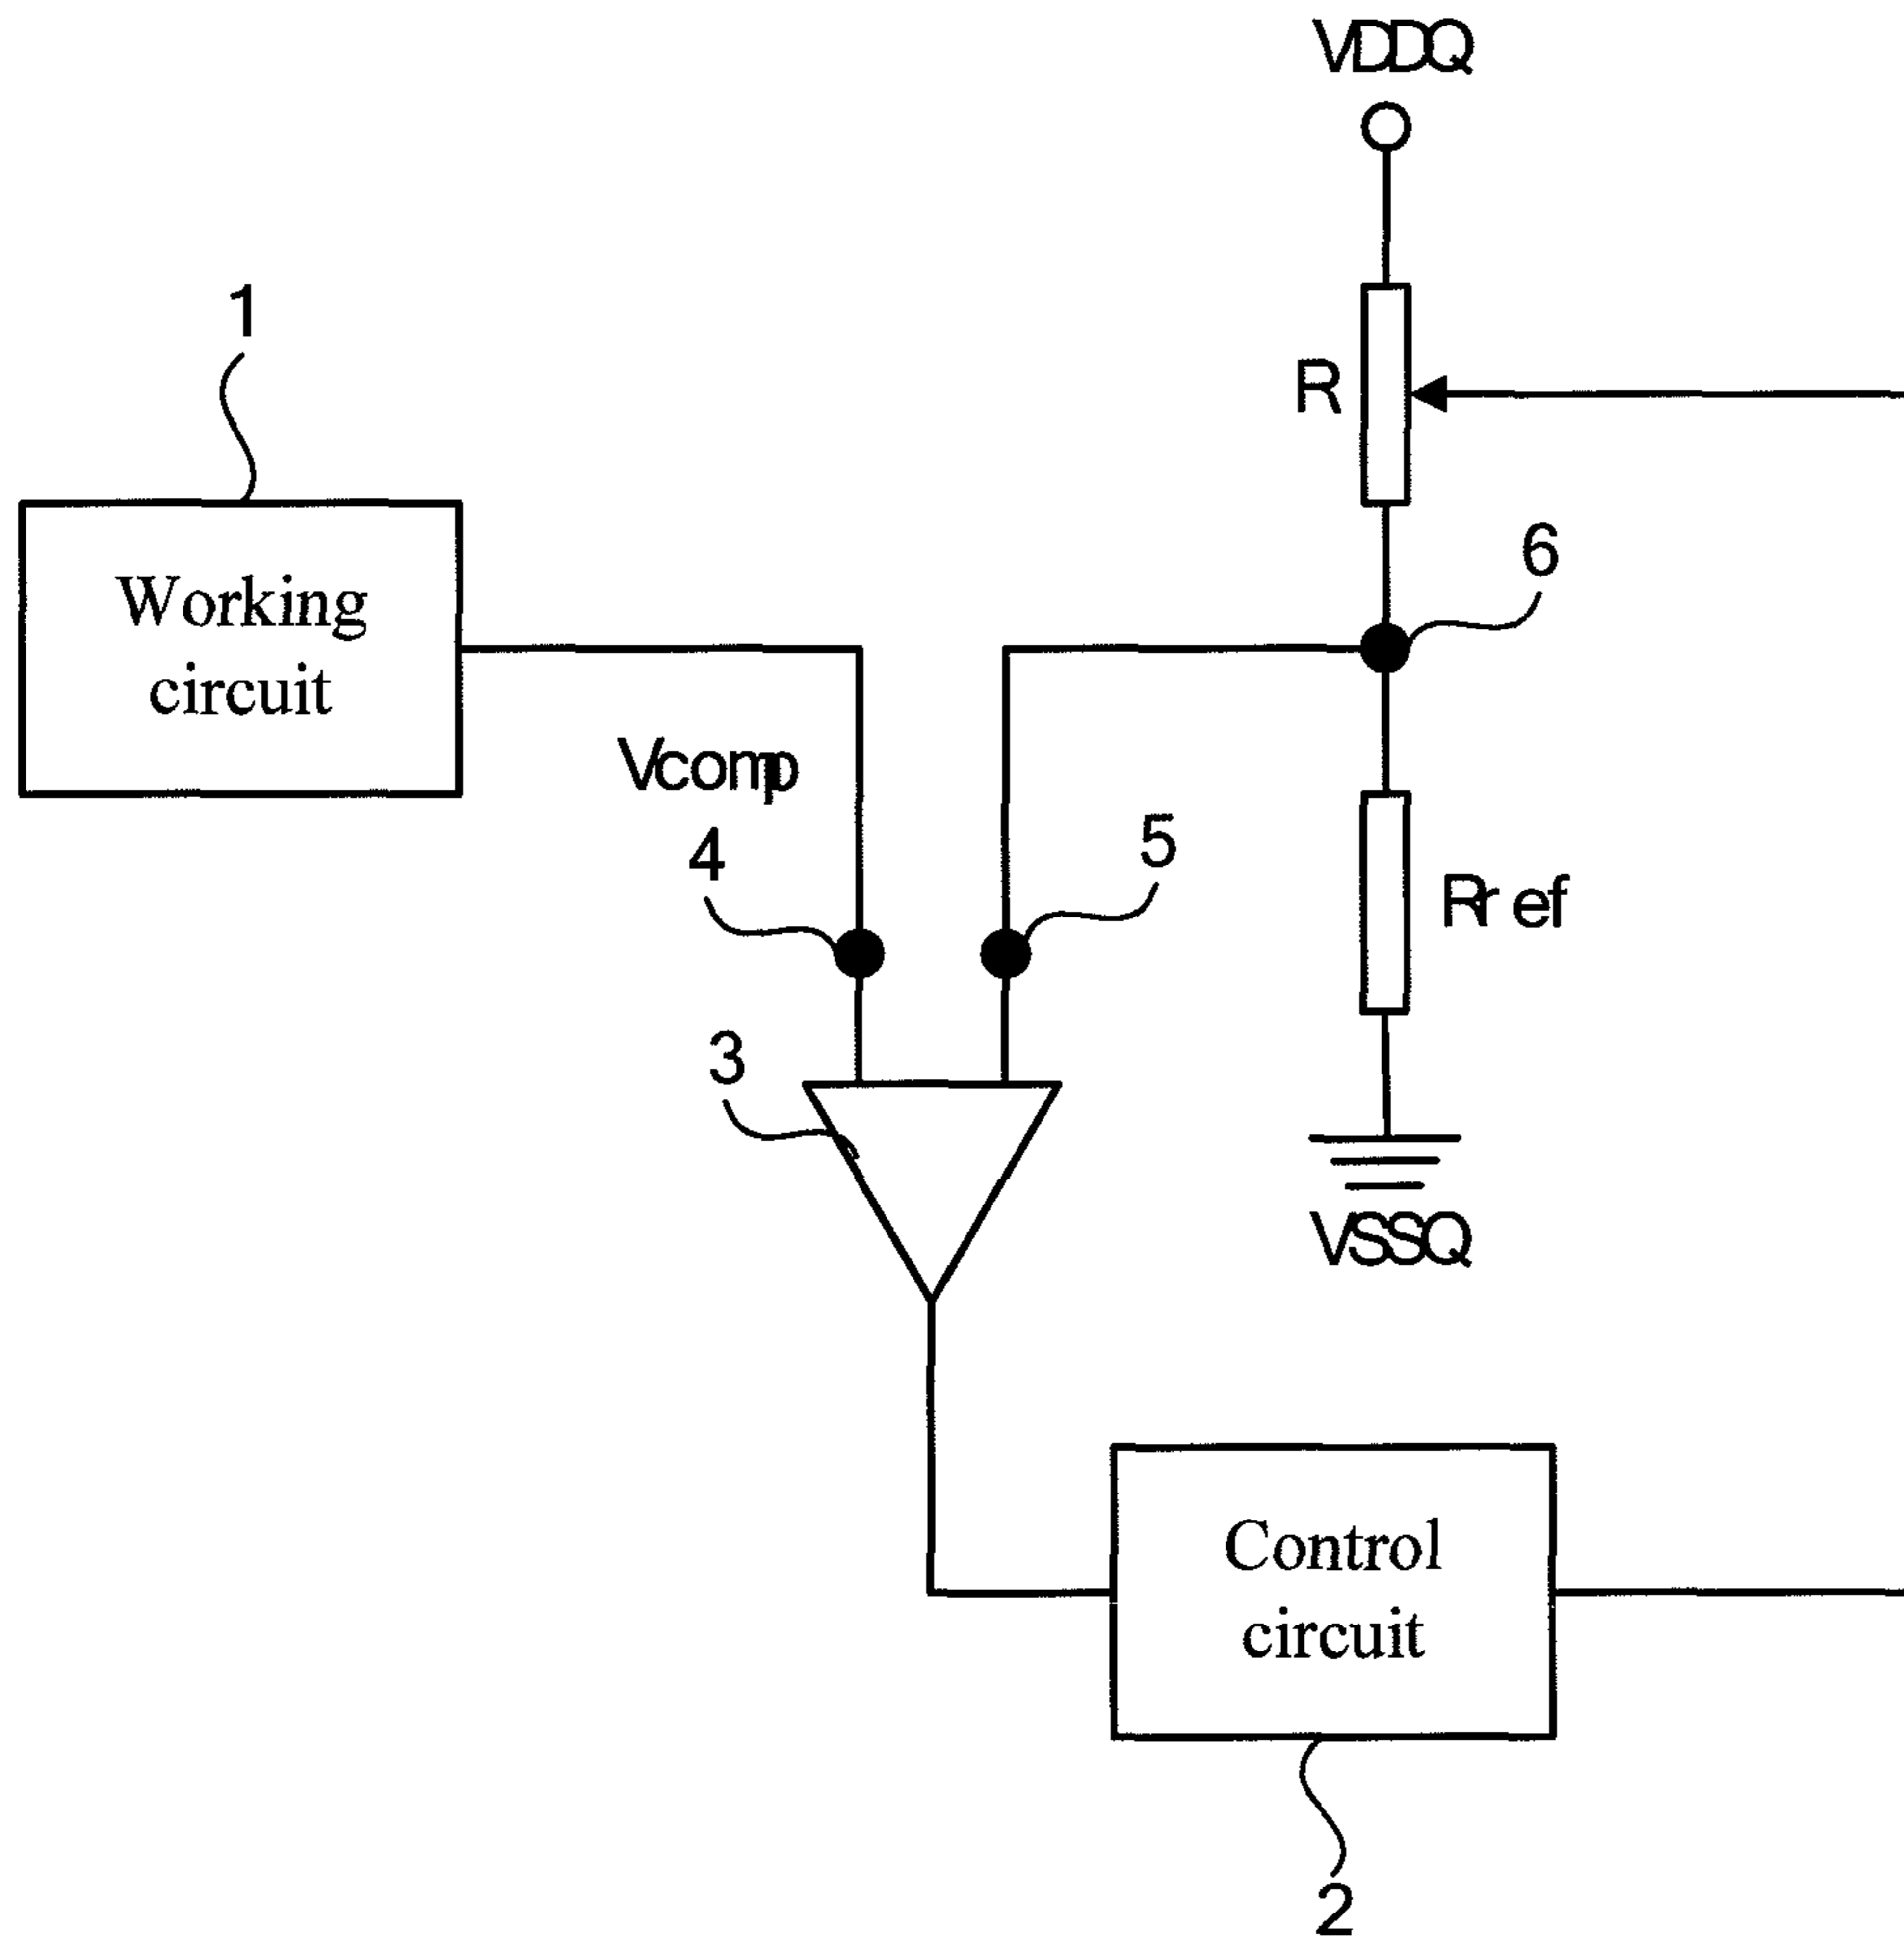 VDDQ
1
R
6
Working
circuit
Vcomp
4
5
Rref
3
VSSQ
Control
circuit
2